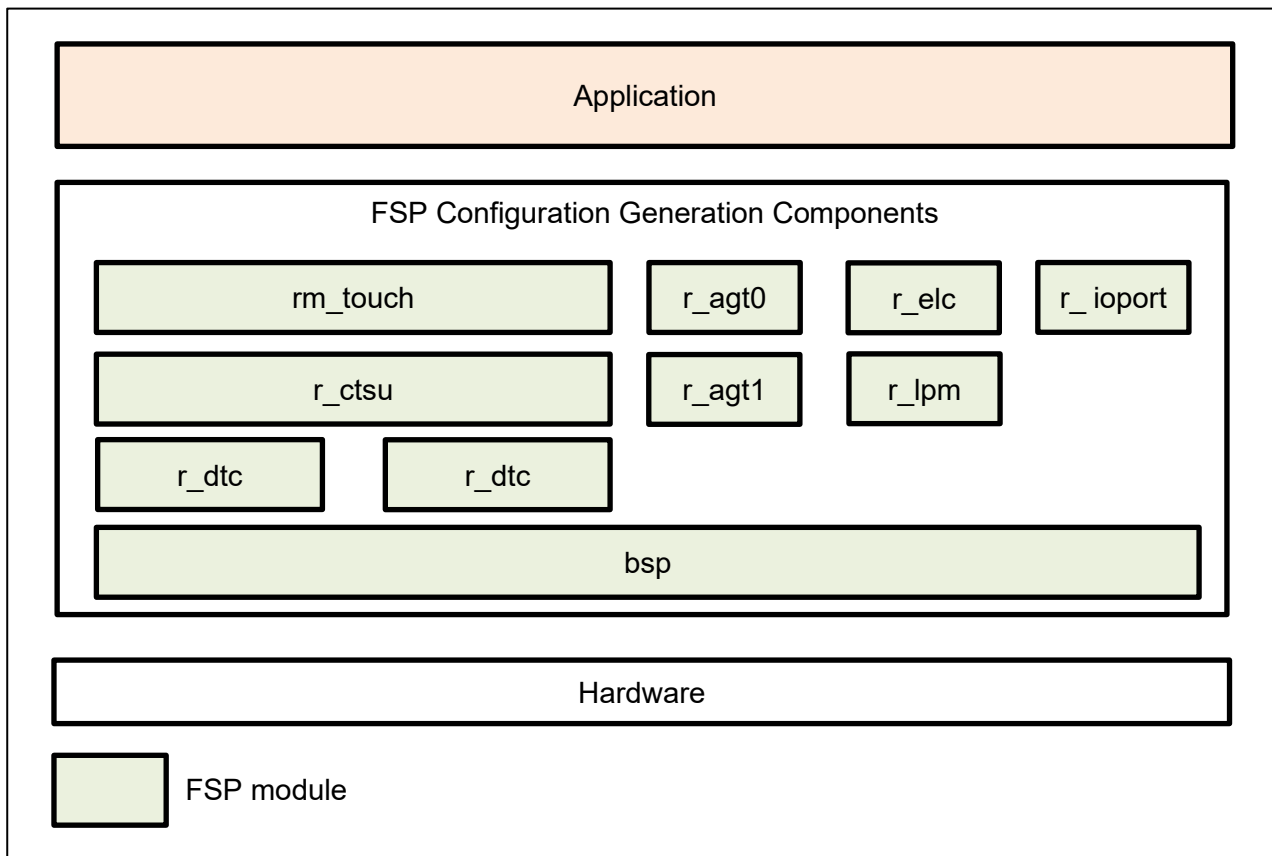 Application
FSP Configuration Generation Components
rm_touch
r_agt0
r_elc
r_ ioport
r_ctsu
r_agt1
r_lpm
r_dtc
r_dtc
bsp
Hardware
FSP module